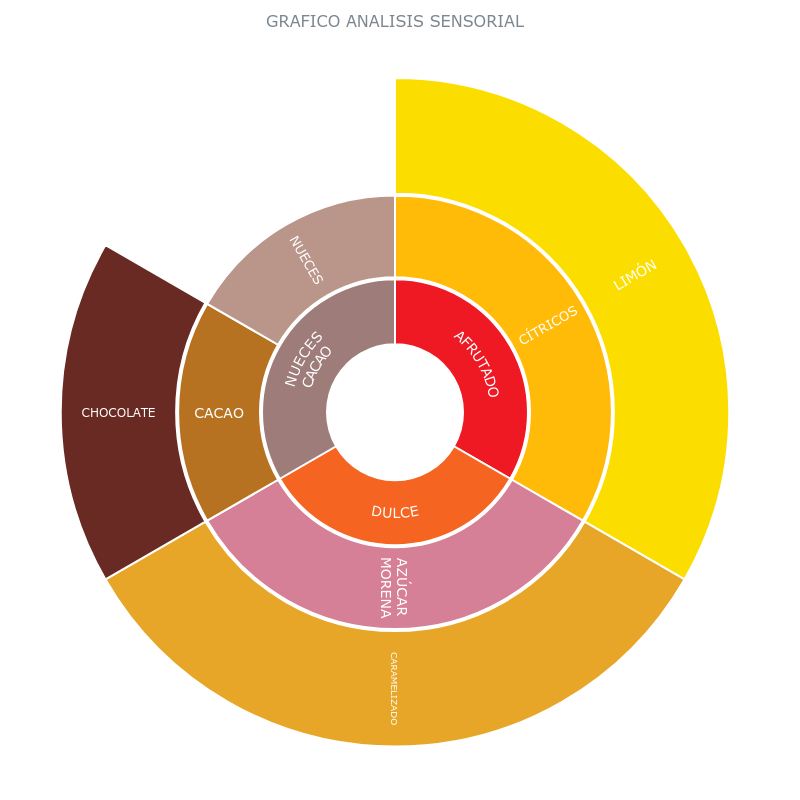 GRAFICO ANALISIS SENSORIAL
LIMÓN
NUECES
CÍTRICOS
AFRUTADO
NUECES
CACAO
CHOCOLATE
CACAO
DULCE
AZÚCAR
MORENA
CARAMELIZADO